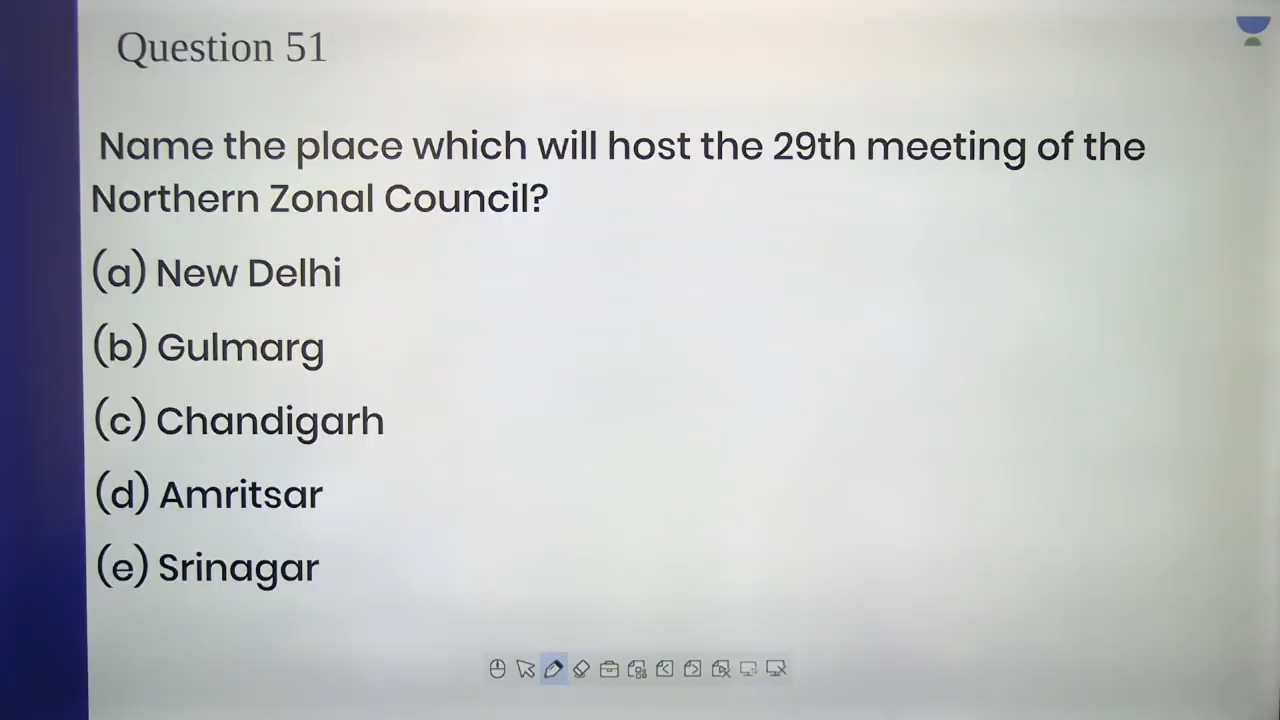 Question 51
Name the place which will host the 29th meeting of the
Northern Zonal Council?
(a) New Delhi
(b) Gulmarg
(c) Chandigarh
(d) Amritsar
(e) Srinagar